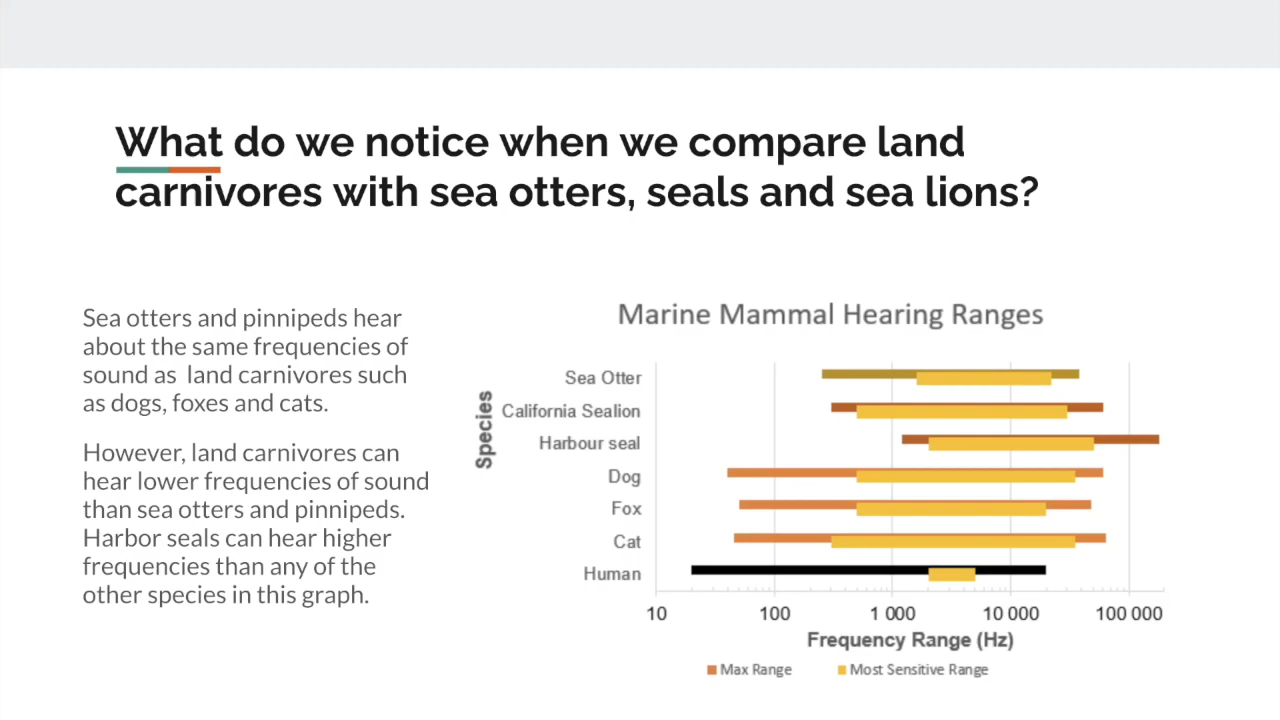 What do we notice when we compare land
carnivores with sea otters, seals and sea lions?
Sea otters and pinnipeds hear
about the same frequencies of
sound as land carnivores such
as dogs, foxes and cats.
However, land carnivores can
hear lower frequencies of sound
than sea otters and pinnipeds.
Harbor seals can hear higher
frequencies than any of the
other species in this graph.
Marine Mammal Hearing Ranges
Species
Sea Otter
California Sealion
Harbour seal
Dog
Fox
Cat
Human
10 100 1 000 10 000 100 000
Frequency Range (Hz)
Max Range Most Sensitive Range